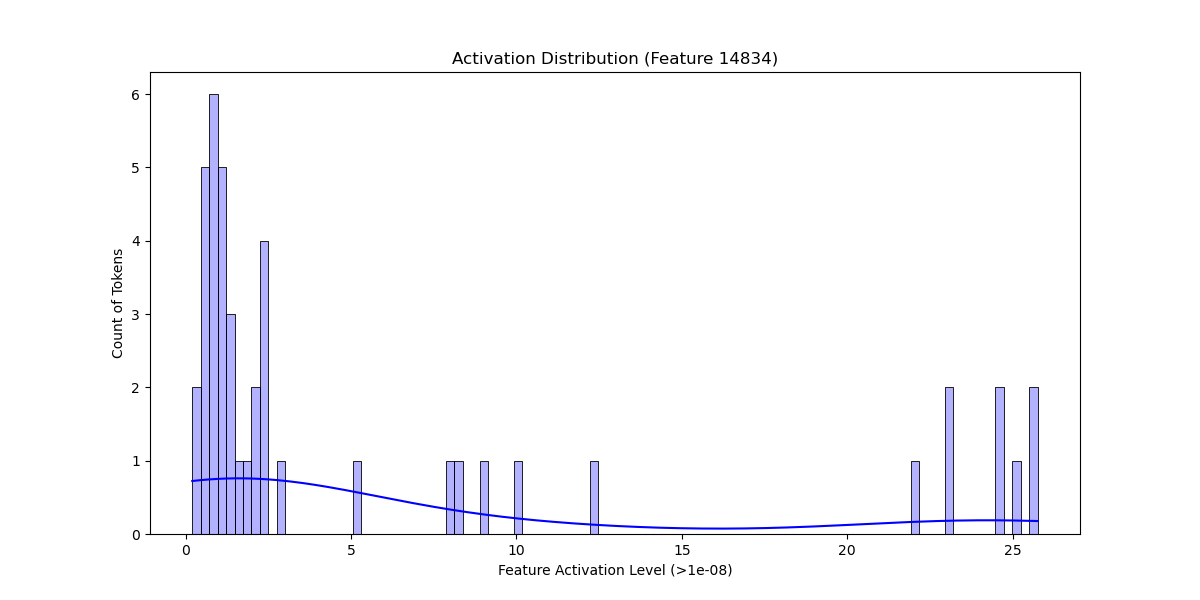 Activation Distribution (Feature 14834)
Count of Tokens
6
5
4
3
2
1
0
0 5 10 15 20 25
Feature Activation Level (>1e-08)